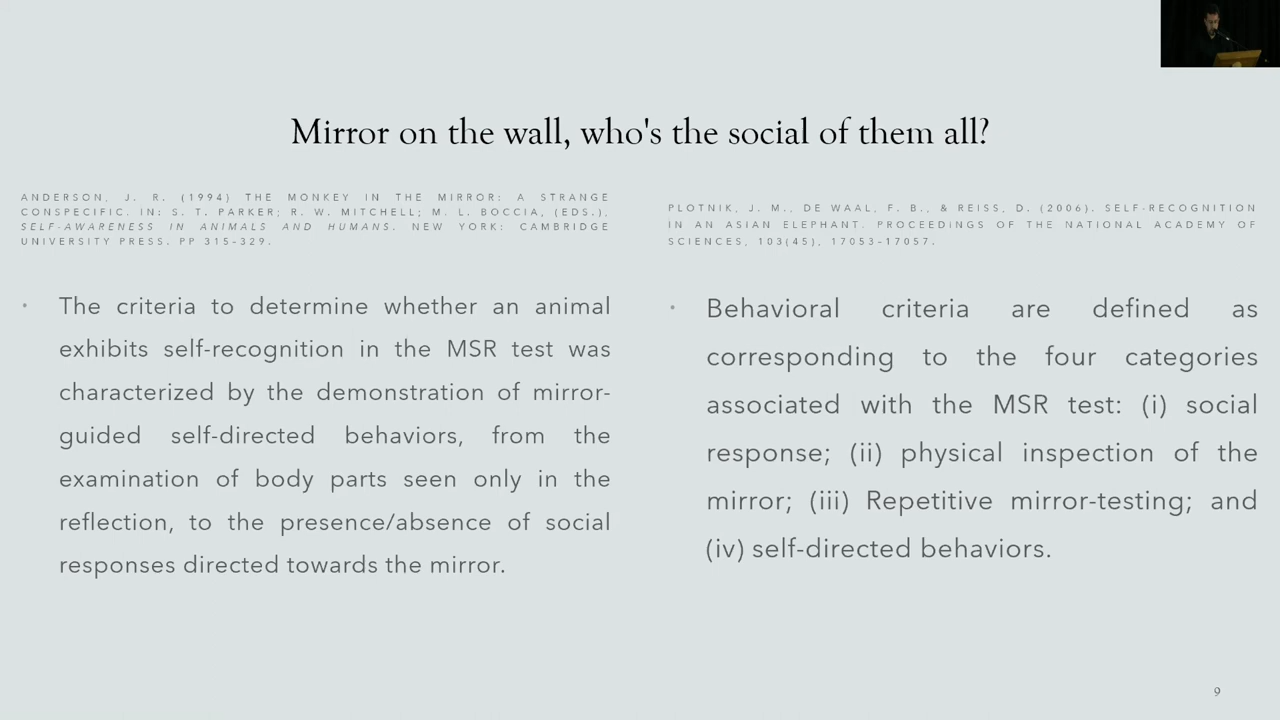 Mirror on the wall, who's the social of them all?
ANDERSON, J. R. (1994) THE MONKEY IN THE MIRROR: A STRANGE
CONSPECIFIC. IN: S. T. PARKER; R. W. MITCHELL; M. L. BOCCIA, (EDS.),
SELF-AWARENESS IN ANIMALS AND HUMANS. NEW YORK: CAMBRIDGE
UNIVERSITY PRESS. PP 315-329.
• The criteria to determine whether an animal
exhibits self-recognition in the MSR test was
characterized by the demonstration of mirror-
guided self-directed behaviors, from the
examination of body parts seen only in the
reflection, to the presence/absence of social
responses directed towards the mirror.
PLOTNIK, J. M., DE WAAL, F. B., & REISS, D. (2006). SELF-RECOGNITION
IN AN ASIAN ELEPHANT. PROCEEDINGS OF THE NATIONAL ACADEMY OF
SCIENCES, 103(45), 17053–17057.
• Behavioral criteria are defined as
corresponding to the four categories
associated with the MSR test: (i) social
response; (ii) physical inspection of the
mirror; (iii) Repetitive mirror-testing; and
(iv) self-directed behaviors.
9